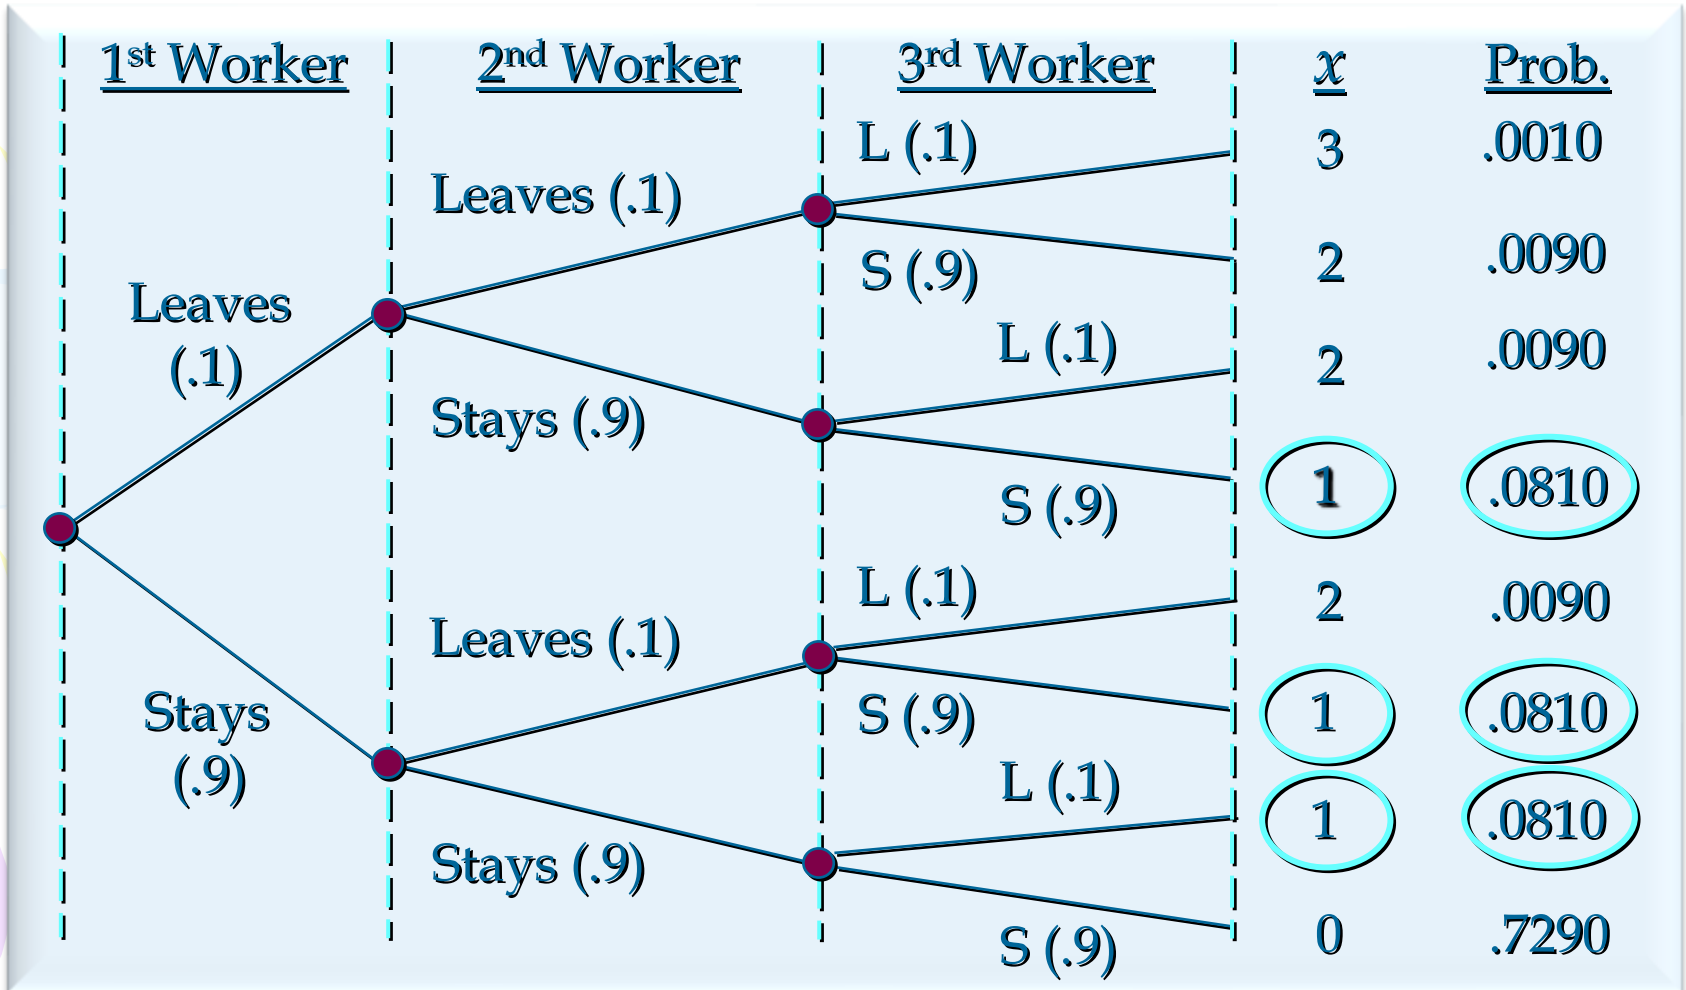 1st Worker 2nd Worker 3rd Worker x Prob.
L (.1) 3 .0010
Leaves (.1)
S (.9) 2 .0090
Leaves
(.1)
L (.1) 2 .0090
Stays (.9)
S (.9) 1 .0810
L (.1) 2 .0090
Leaves (.1)
S (.9) 1 .0810
Stays
(.9)
L (.1) 1 .0810
Stays (.9)
S (.9) 0 .7290